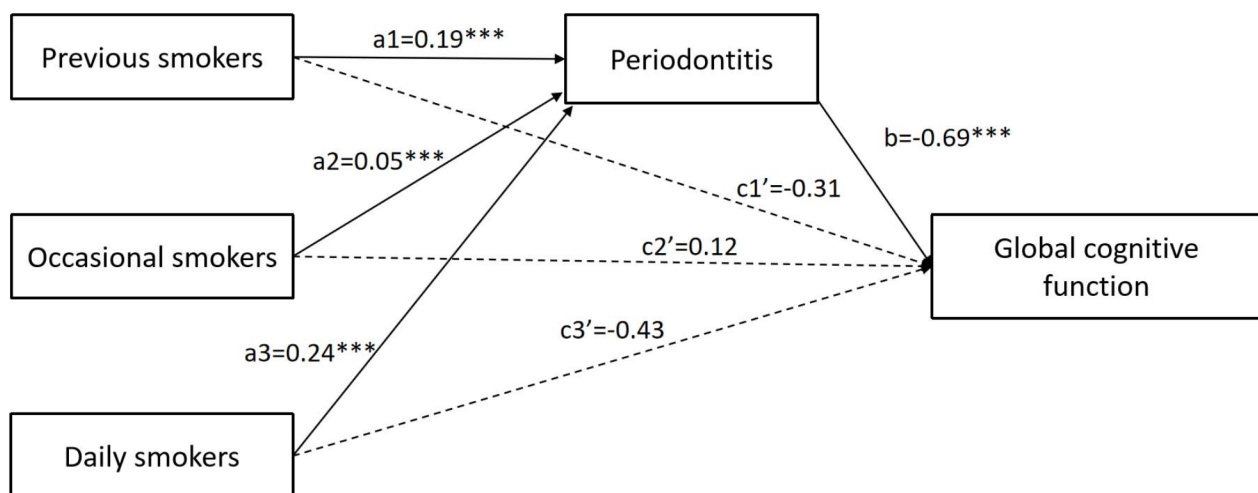 Previous smokers
a1=0.19***
Periodontitis
b=-0.69***
a2=0.05***
c1’=-0.31
Occasional smokers
c2’=0.12
Global cognitive
function
a3=0.24***
c3’=-0.43
Daily smokers